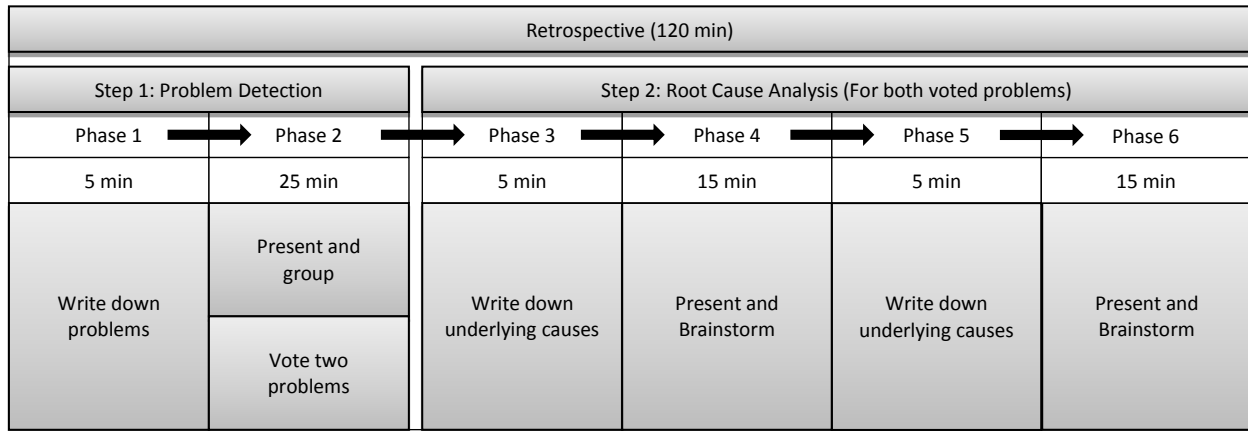 Retrospective (120 min)
Step 1: Problem Detection
Step 2: Root Cause Analysis (For both voted problems)
Phase 1
Phase 2
Phase 3
Phase 4
Phase 5
Phase 6
5 min
25 min
5 min
15 min
5 min
15 min
Write down
problems
Present and
group
Vote two
problems
Write down
underlying causes
Present and
Brainstorm
Write down
underlying causes
Present and
Brainstorm